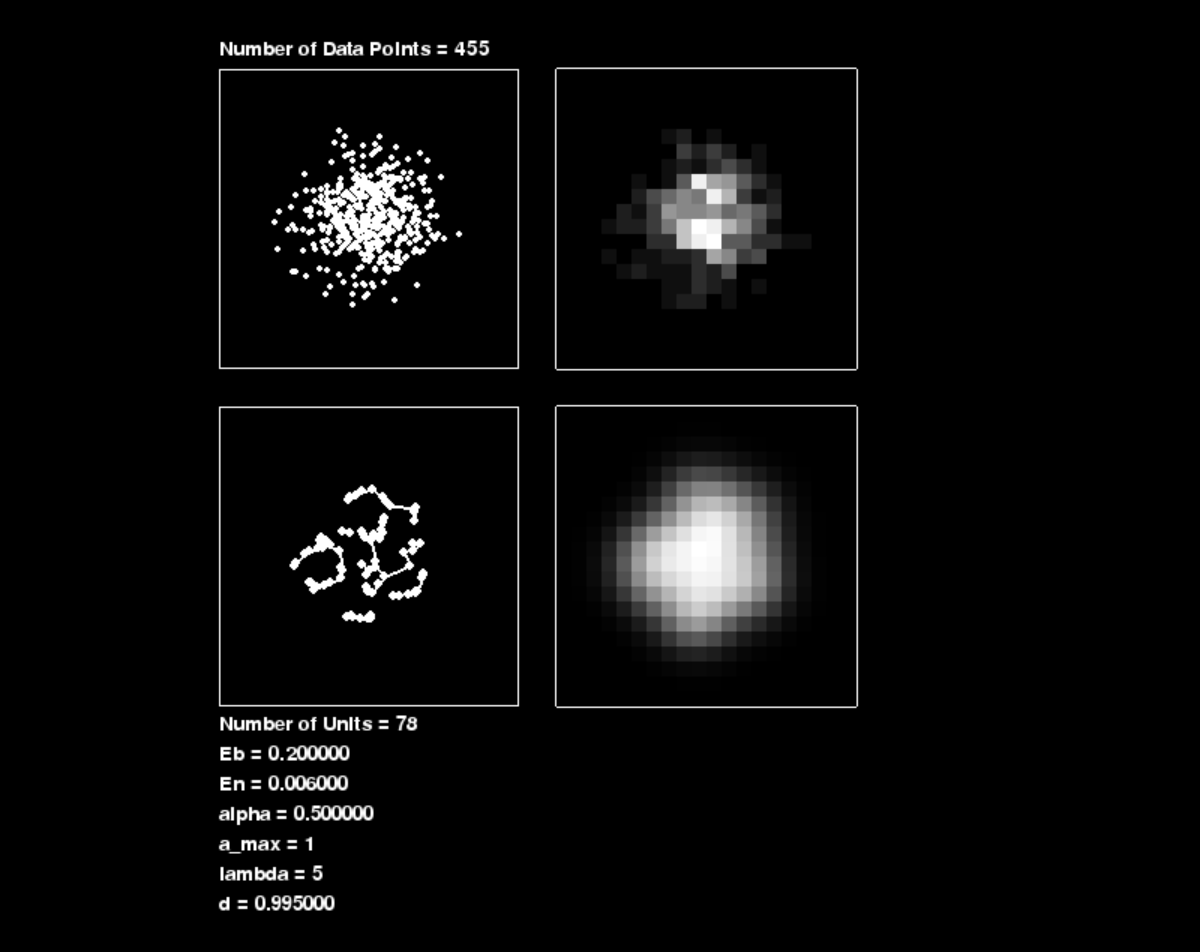 Number of Data Points = 455
Number of Units = 78
Eb = 0.200000
En = 0.006000
alpha = 0.500000
a_max = 1
lambda = 5
d = 0.995000